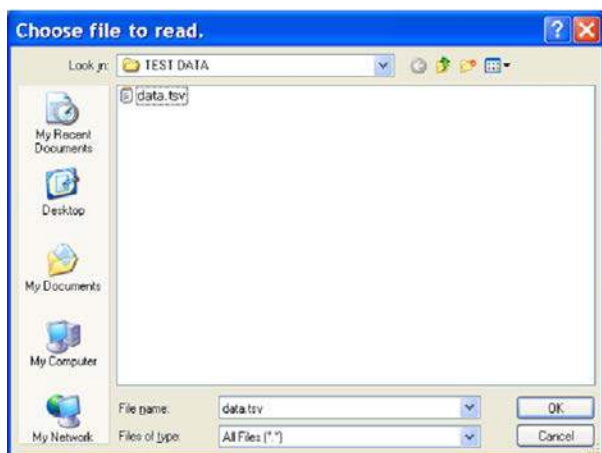 Choose file to read.
Look in: TEST DATA
data.tsv
My Recent
Documents
Desktop
My Documents
My Computer
My Network
File name: data.tsv OK
Files of type: All Files (*.*) Cancel